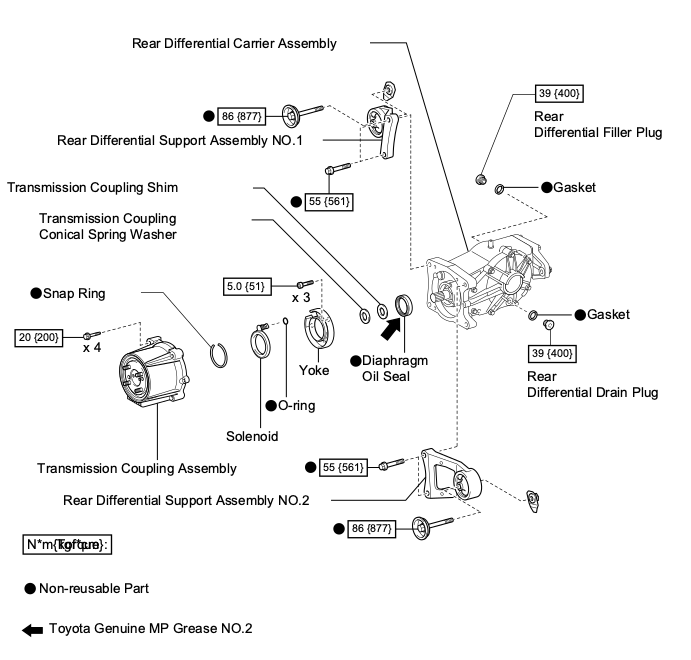 Rear Differential Carrier Assembly
39 {400}
Rear
Differential Filler Plug
86 {877}
Rear Differential Support Assembly NO.1
55 {561}
Transmission Coupling Shim
Gasket
Transmission Coupling
Conical Spring Washer
5.0 {51}
x 3
Snap Ring
Gasket
20 {200}
x 4
39 {400}
Yoke
Diaphragm
Oil Seal
Rear
Differential Drain Plug
O-ring
Solenoid
Transmission Coupling Assembly
55 {561}
Rear Differential Support Assembly NO.2
86 {877}
N*m{kgf*cm}:
Non-reusable Part
Toyota Genuine MP Grease NO.2